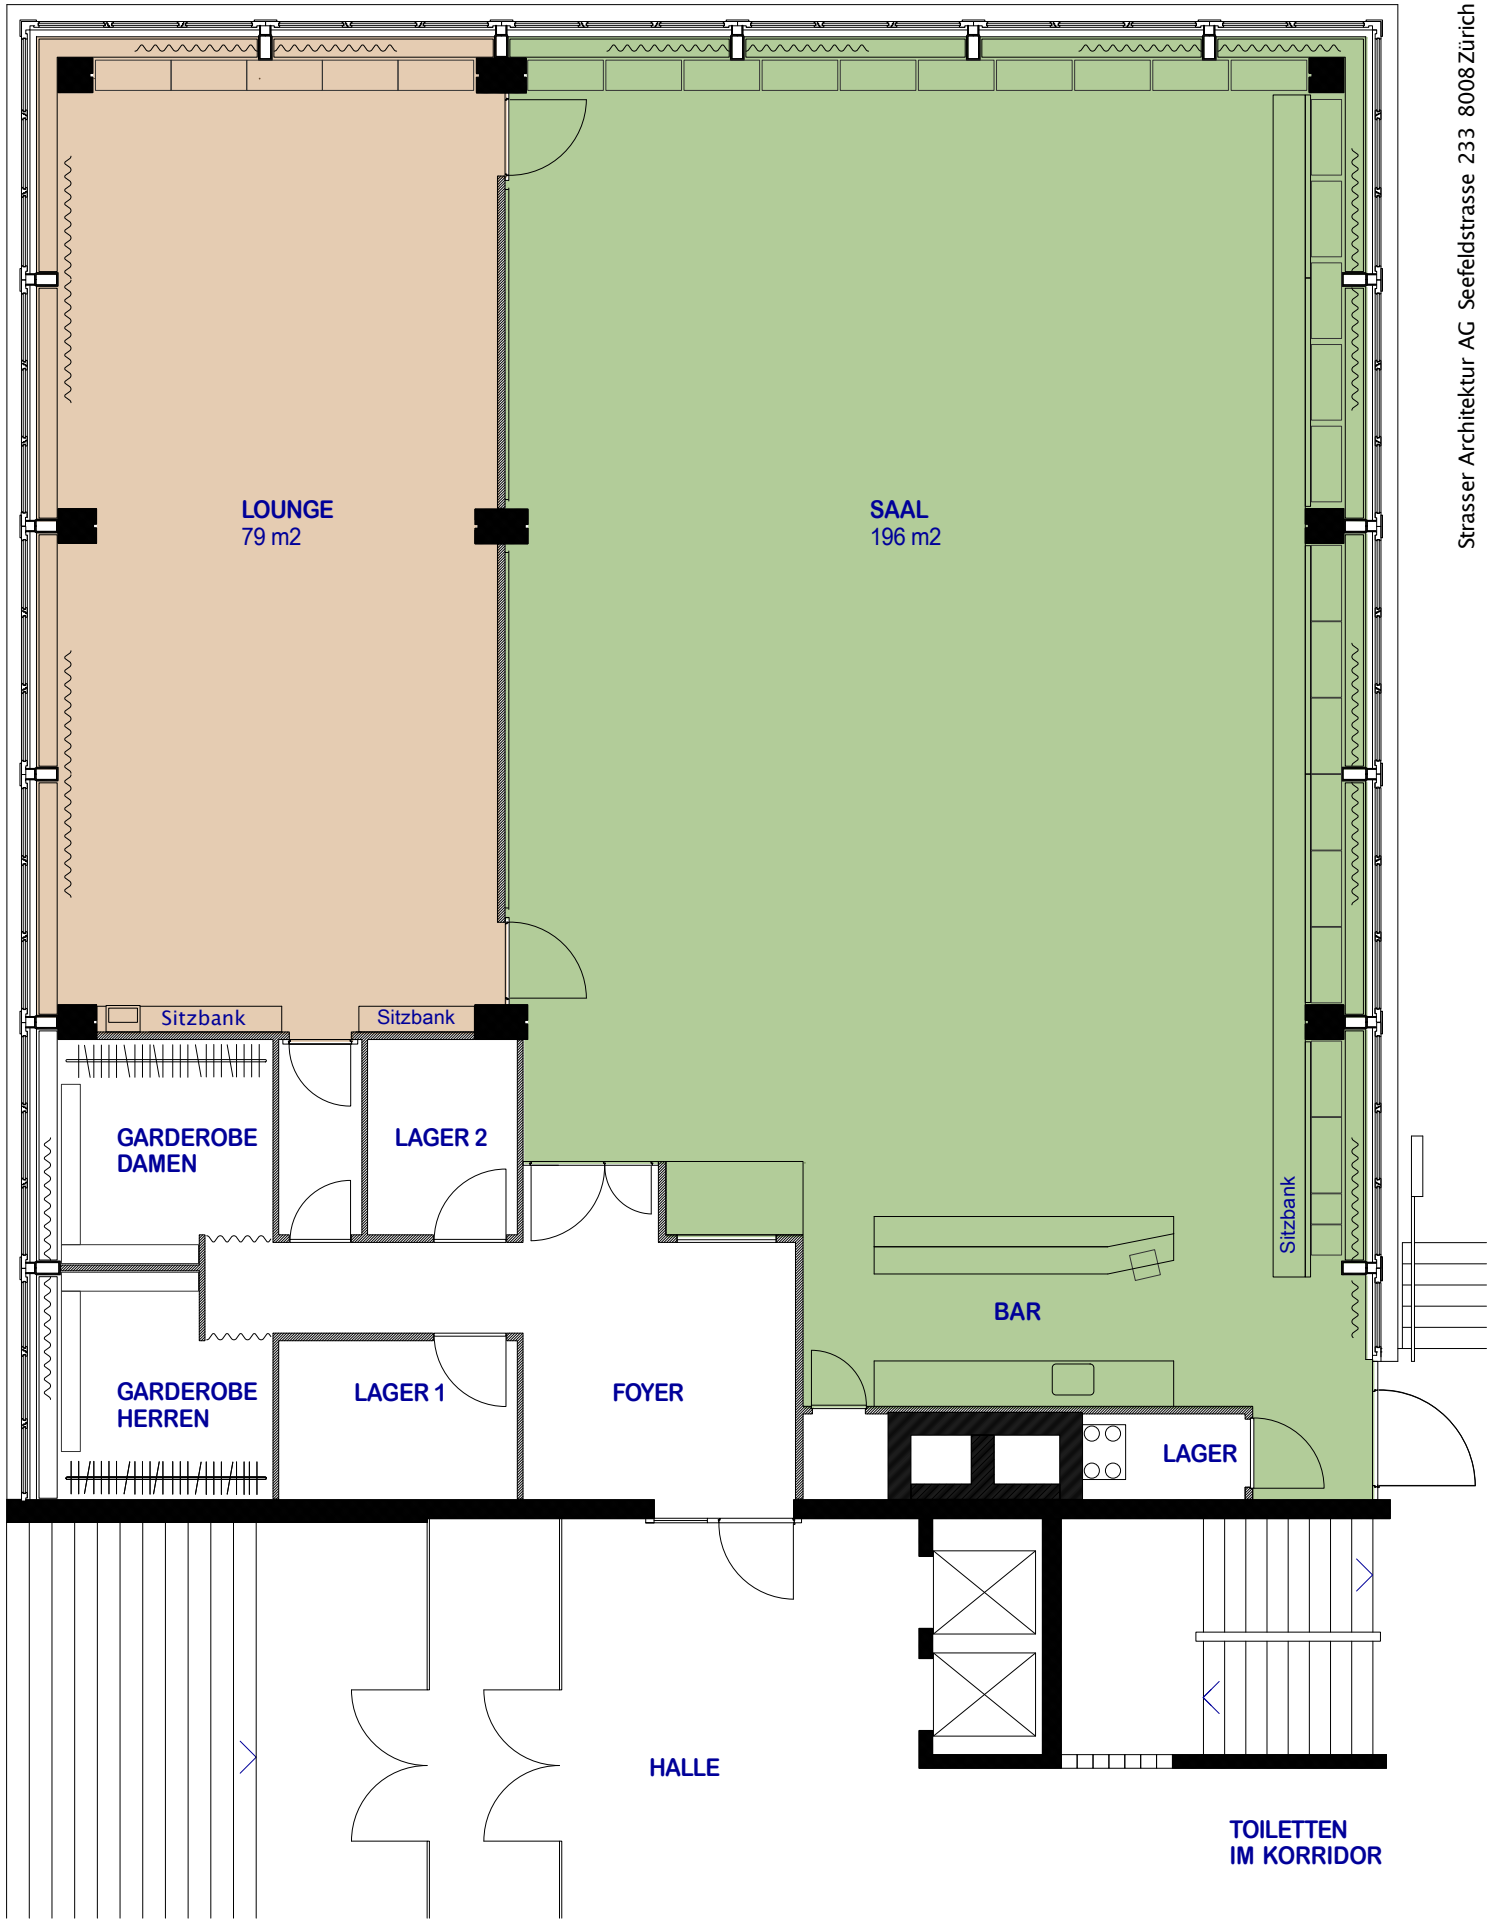 Strasser Architektur AG Seefeldstrasse 233 8008 Zürich
LOUNGE
79 m2
SAAL
196 m2
Sitzbank
Sitzbank
GARDEROBE
DAMEN
LAGER 2
Sitzbank
BAR
GARDEROBE
HERREN
LAGER 1
FOYER
LAGER
HALLE
TOILETTEN
IM KORRIDOR